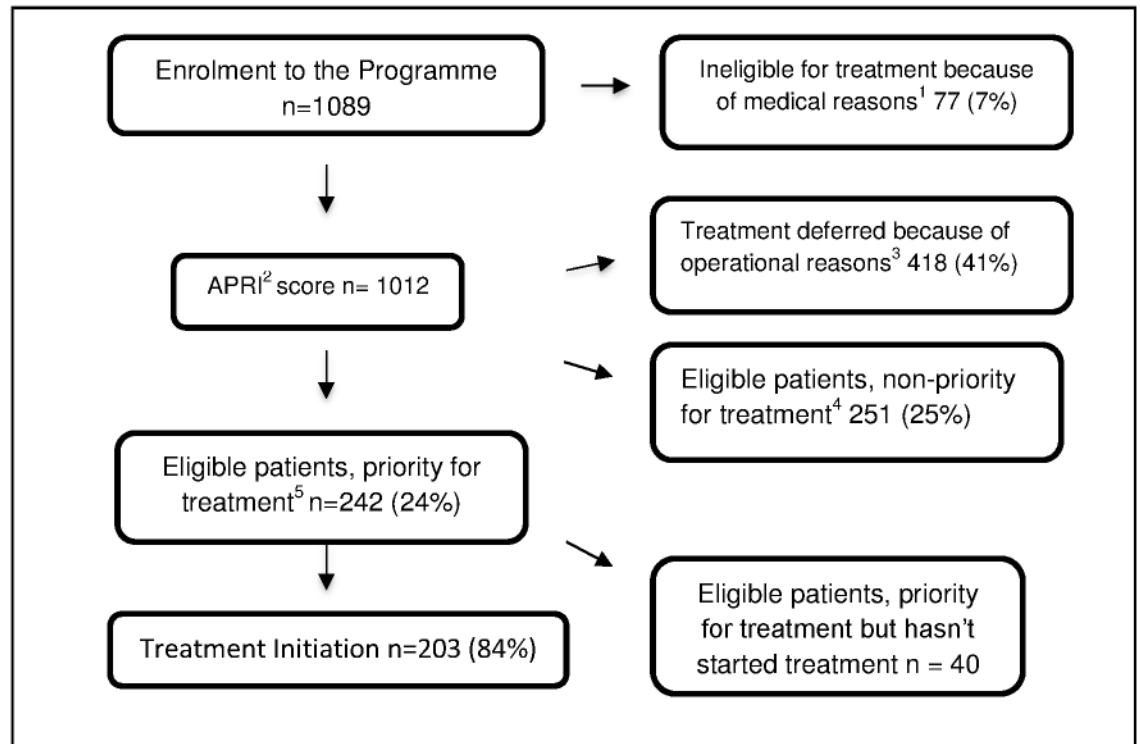 Enrolment to the Programme
n=1089
Ineligible for treatment because
of medical reasons¹ 77 (7%)
Treatment deferred because of
operational reasons³ 418 (41%)
APRI² score n= 1012
Eligible patients, non-priority
for treatment⁴ 251 (25%)
Eligible patients, priority for
treatment⁵ n=242 (24%)
Eligible patients, priority
for treatment but hasn't
started treatment n = 40
Treatment Initiation n=203 (84%)